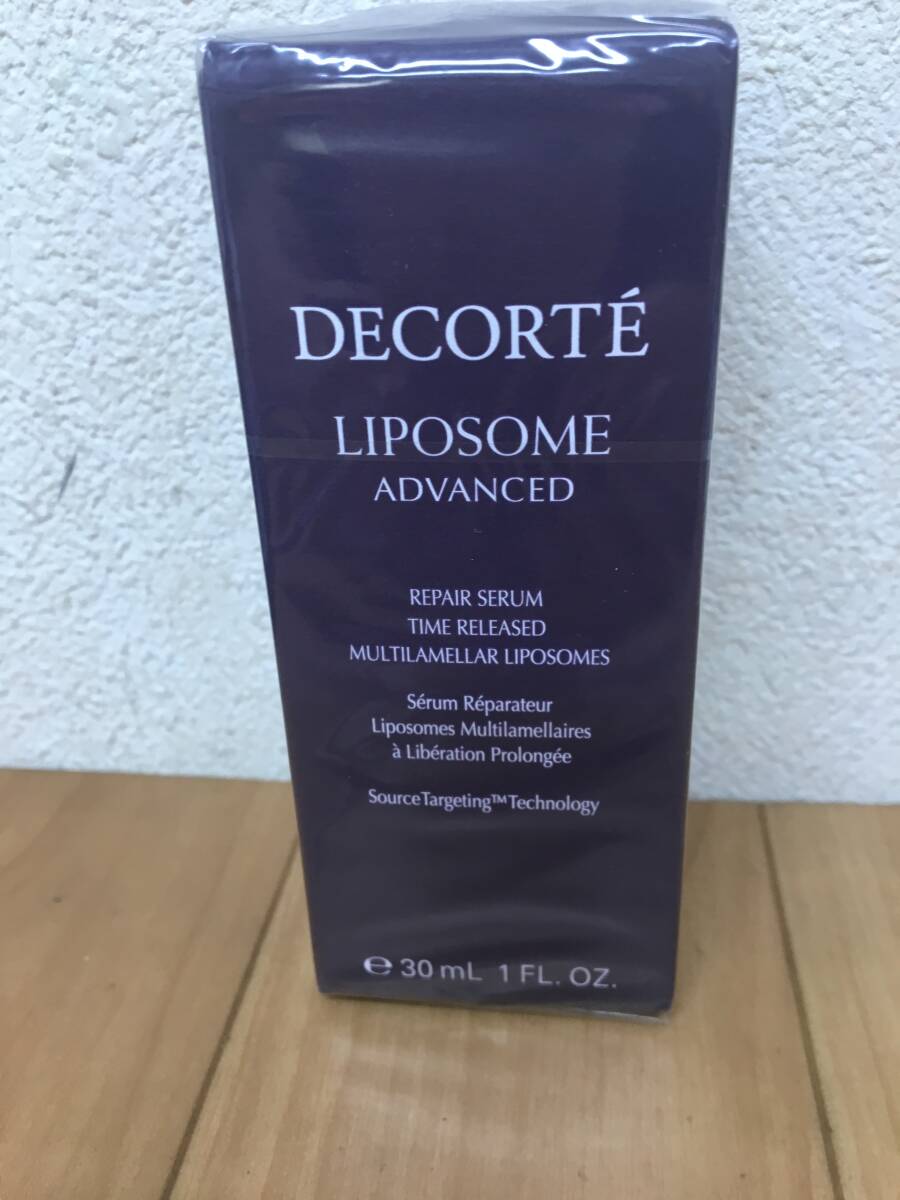 DECORTÉ
LIPOSOME
ADVANCED
REPAIR SERUM
TIME RELEASED
MULTILAMELLAR LIPOSOMES
Sérum Réparateur
Liposomes Multilamellaires
à Libération Prolongée
SourceTargeting™Technology
℮ 30 mL 1 FL. OZ.